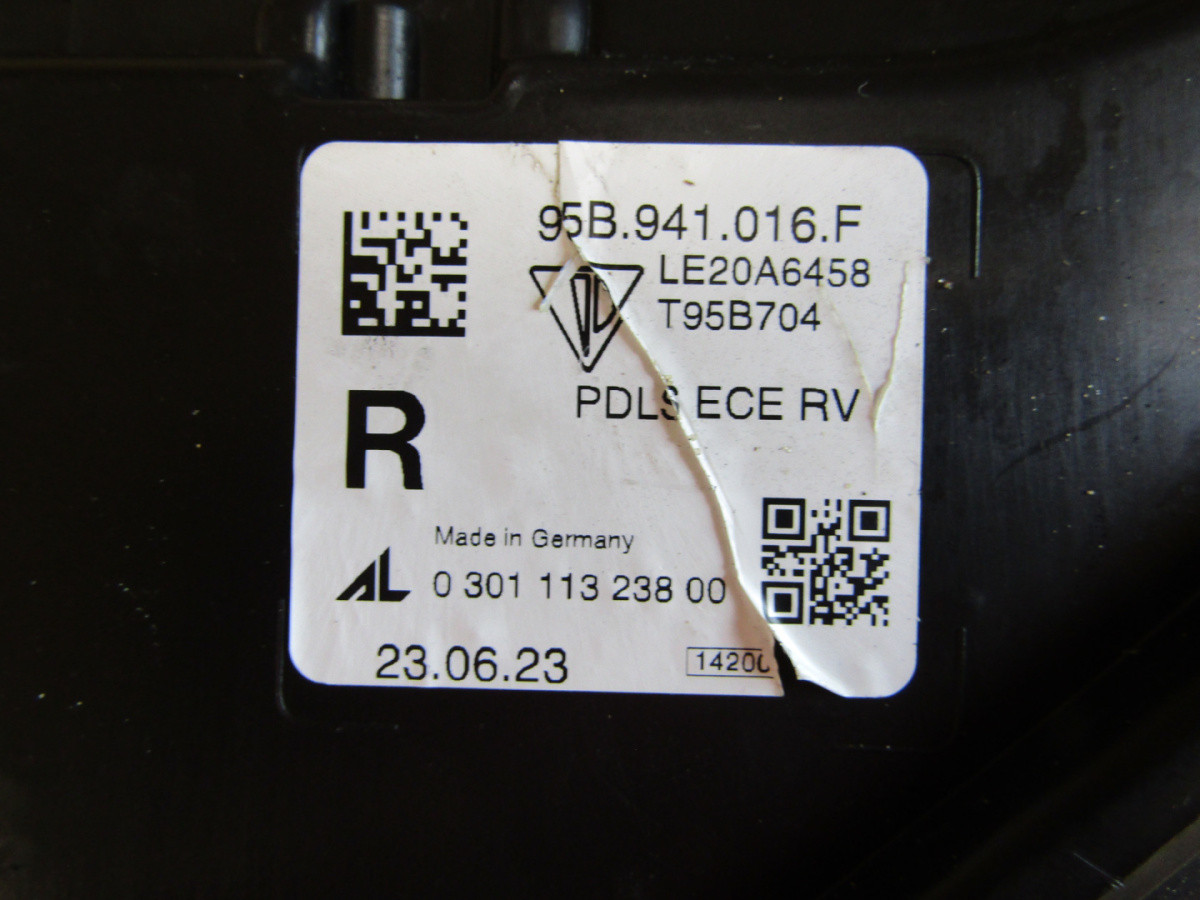 95B.941.016.F
LE20A6458
T95B704
PDLS ECE RV
R
Made in Germany
AL 0 301 113 238 00
23.06.23